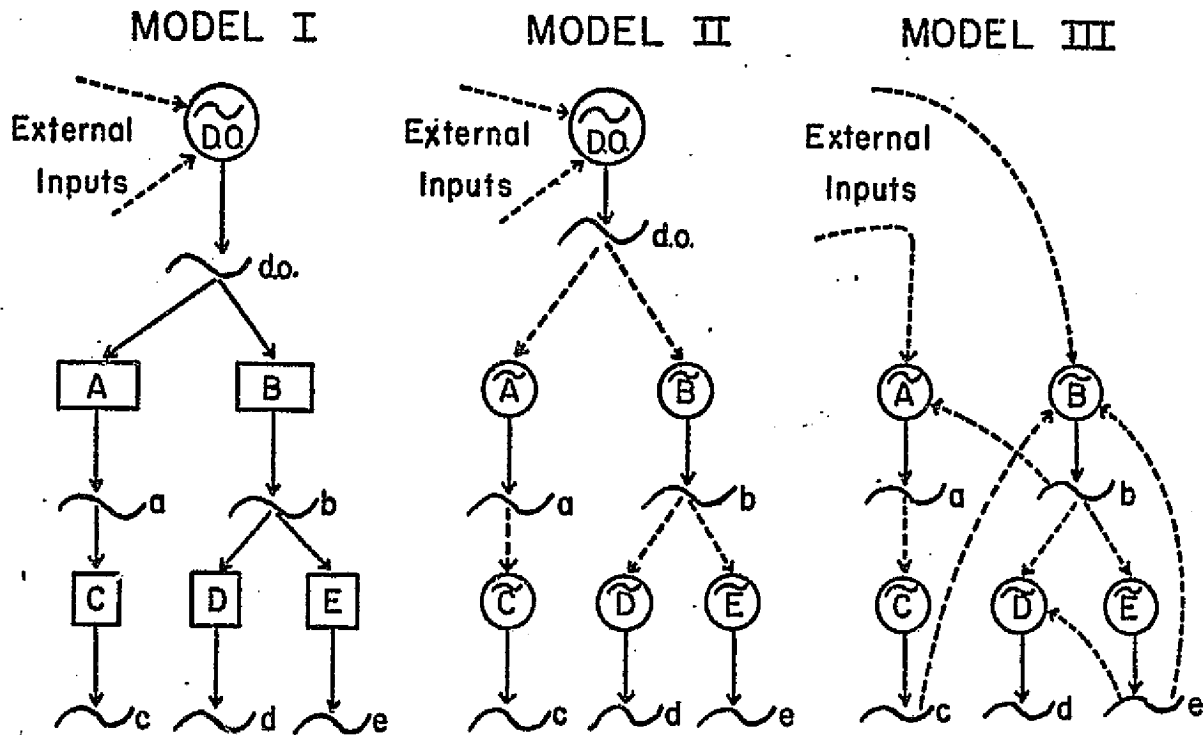 MODEL I
External
Inputs
D.O.
d.o.
A
B
a
b
C
D
E
c
d
e
MODEL II
External
Inputs
D.O.
d.o.
A
B
a
b
C
D
E
c
d
e
MODEL III
External
Inputs
A
B
a
b
C
D
E
c
d
e